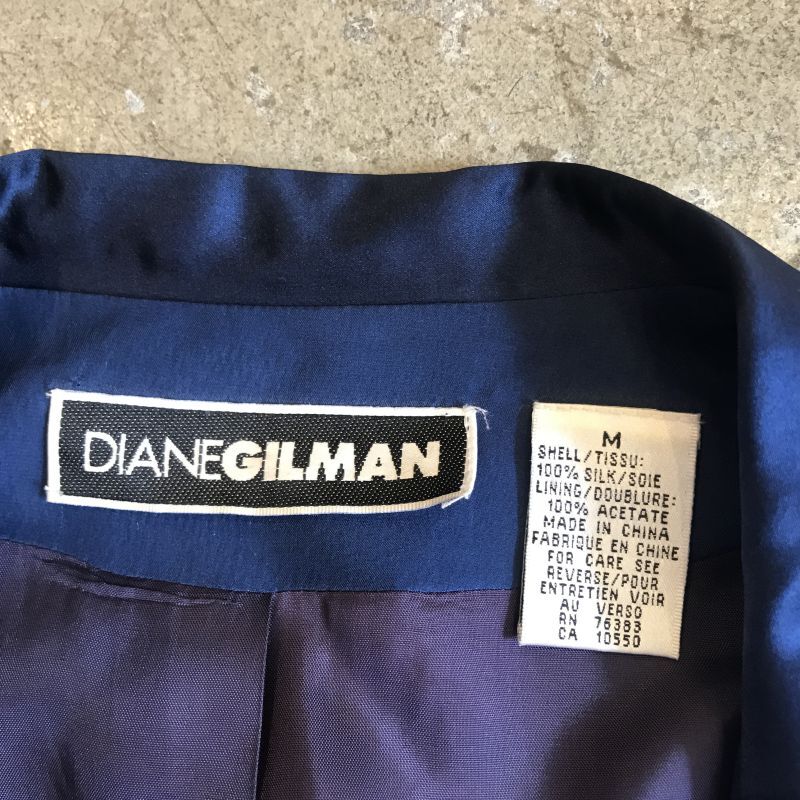 DIANEGILMAN
M
SHELL/TISSU:
100% SILK/SOIE
LINING/DOUBLURE:
100% ACETATE
MADE IN CHINA
FABRIQUE EN CHINE
FOR CARE SEE
REVERSE/POUR
ENTRETIEN VOIR
AU VERSO
RN 76383
CA 10550